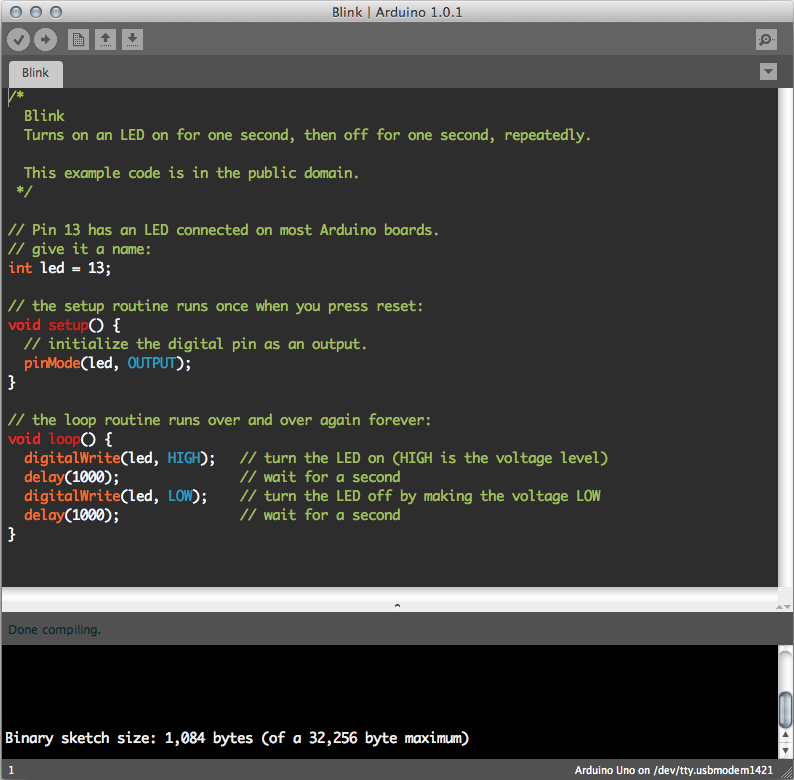 Blink | Arduino 1.0.1
Blink
/*
  Blink
  Turns on an LED on for one second, then off for one second, repeatedly.

  This example code is in the public domain.
 */

// Pin 13 has an LED connected on most Arduino boards.
// give it a name:
int led = 13;

// the setup routine runs once when you press reset:
void setup() {
  // initialize the digital pin as an output.
  pinMode(led, OUTPUT);
}

// the loop routine runs over and over again forever:
void loop() {
  digitalWrite(led, HIGH);   // turn the LED on (HIGH is the voltage level)
  delay(1000);               // wait for a second
  digitalWrite(led, LOW);    // turn the LED off by making the voltage LOW
  delay(1000);               // wait for a second
}
Done compiling.
Binary sketch size: 1,084 bytes (of a 32,256 byte maximum)
1 Arduino Uno on /dev/tty.usbmodem1421